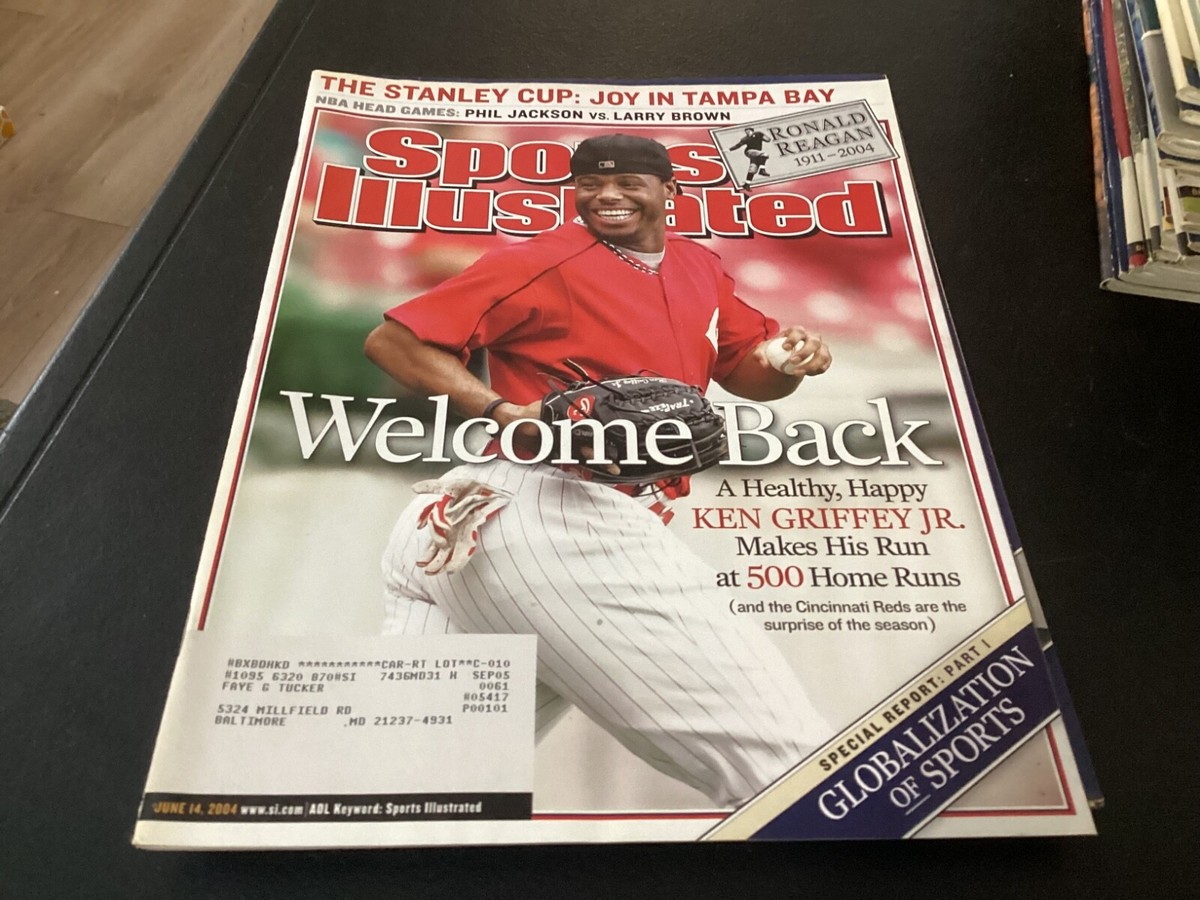 THE STANLEY CUP: JOY IN TAMPA BAY
NBA HEAD GAMES: PHIL JACKSON VS. LARRY BROWN
RONALD
REAGAN
1911–2004
Sports
Illustrated
Welcome Back
A Healthy, Happy
KEN GRIFFEY JR.
Makes His Run
at 500 Home Runs
(and the Cincinnati Reds are the
surprise of the season)
#BXBDHKD ***********CAR-RT LOT**C-010
#1095 6320 870#SI 7436MD31 H SEP05
FAYE G TUCKER 0061
#05417
5324 MILLFIELD RD P00101
BALTIMORE ,MD 21237-4931
SPECIAL REPORT: PART I
GLOBALIZATION
OF SPORTS
JUNE 14, 2004 www.si.com | AOL Keyword: Sports Illustrated